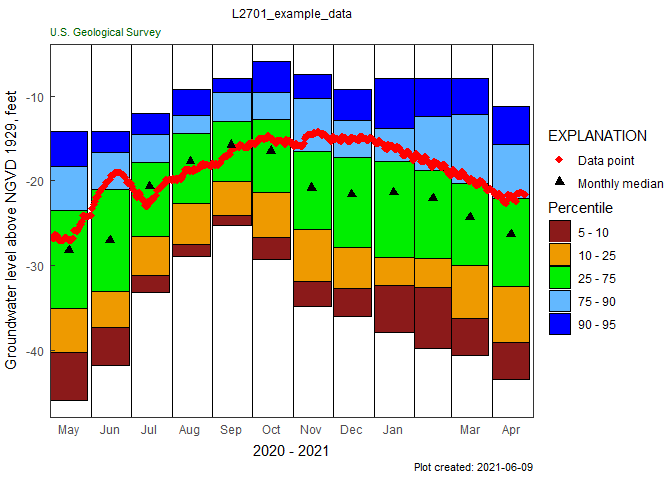 L2701_example_data
U.S. Geological Survey
Groundwater level above NGVD 1929, feet
-10
-20
-30
-40
May Jun Jul Aug Sep Oct Nov Dec Jan Mar Apr
2020 - 2021
Plot created: 2021-06-09
EXPLANATION
Data point
Monthly median
Percentile
5 - 10
10 - 25
25 - 75
75 - 90
90 - 95